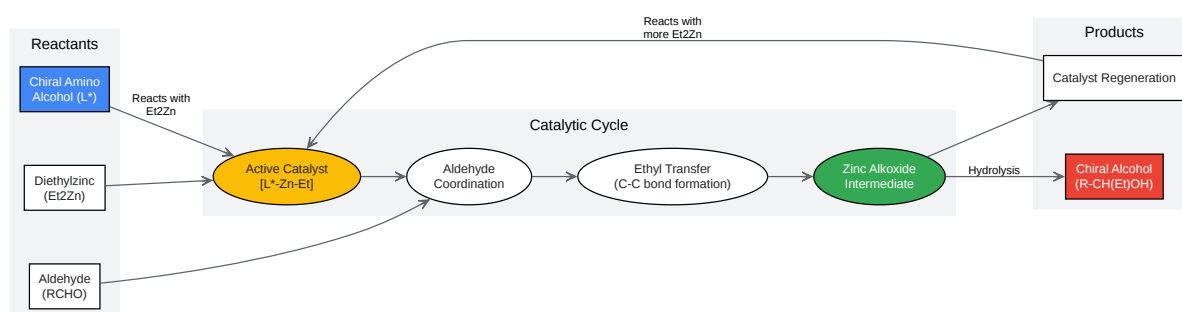 Reactants
Chiral Amino
Alcohol (L*)
Reacts with
Et2Zn
Diethylzinc
(Et2Zn)
Aldehyde
(RCHO)
Reacts with
more Et2Zn
Catalytic Cycle
Active Catalyst
[L*-Zn-Et]
Aldehyde
Coordination
Ethyl Transfer
(C-C bond formation)
Zinc Alkoxide
Intermediate
Hydrolysis
Products
Catalyst Regeneration
Chiral Alcohol
(R-CH(Et)OH)